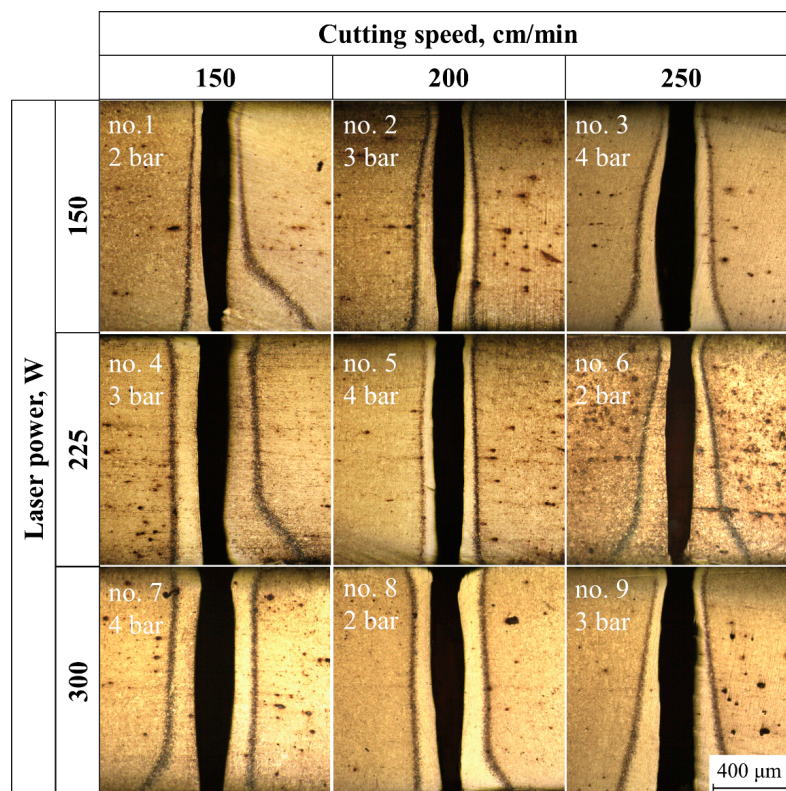 Cutting speed, cm/min
150
200
250
Laser power, W
150
no.1
2 bar
no. 2
3 bar
no. 3
4 bar
225
no. 4
3 bar
no. 5
4 bar
no. 6
2 bar
300
no. 7
4 bar
no. 8
2 bar
no. 9
3 bar
400 μm